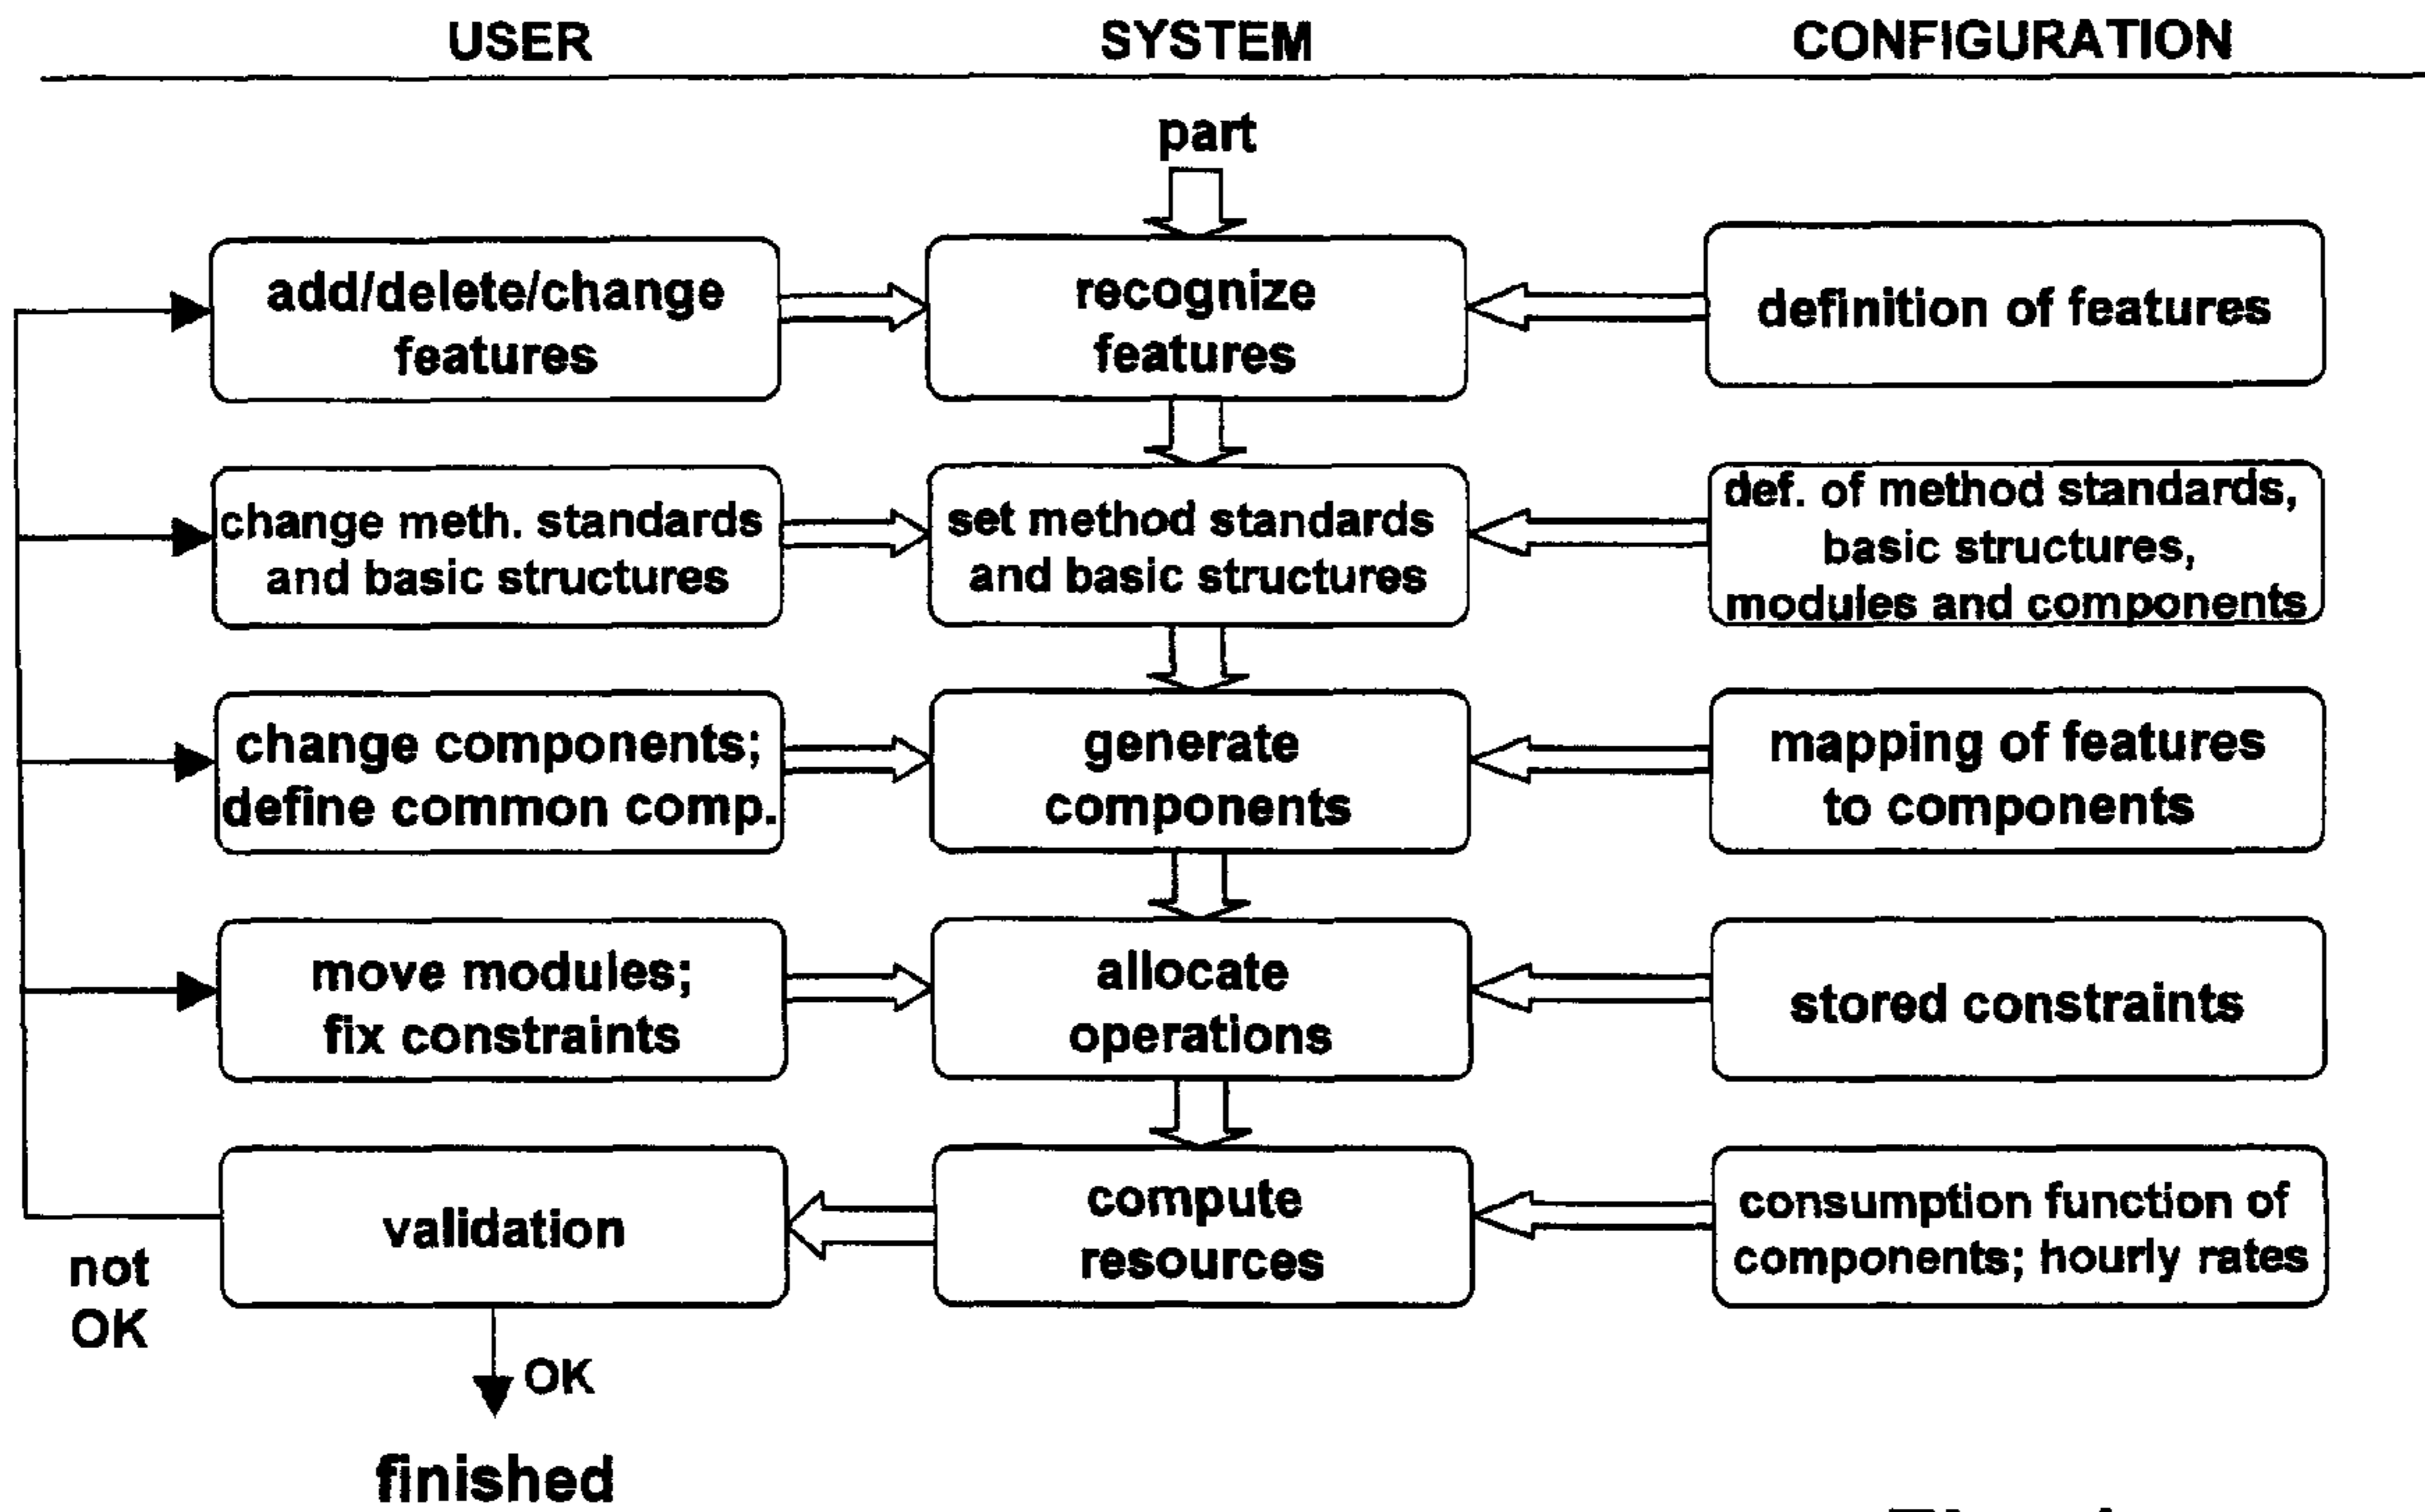 USER
SYSTEM
CONFIGURATION
part
add/delete/change
features
recognize
features
definition of features
change meth. standards
and basic structures
set method standards
and basic structures
def. of method standards,
basic structures,
modules and components
change components;
define common comp.
generate
components
mapping of features
to components
move modules;
fix constraints
allocate
operations
stored constraints
validation
compute
resources
consumption function of
components; hourly rates
not
OK
OK
finished